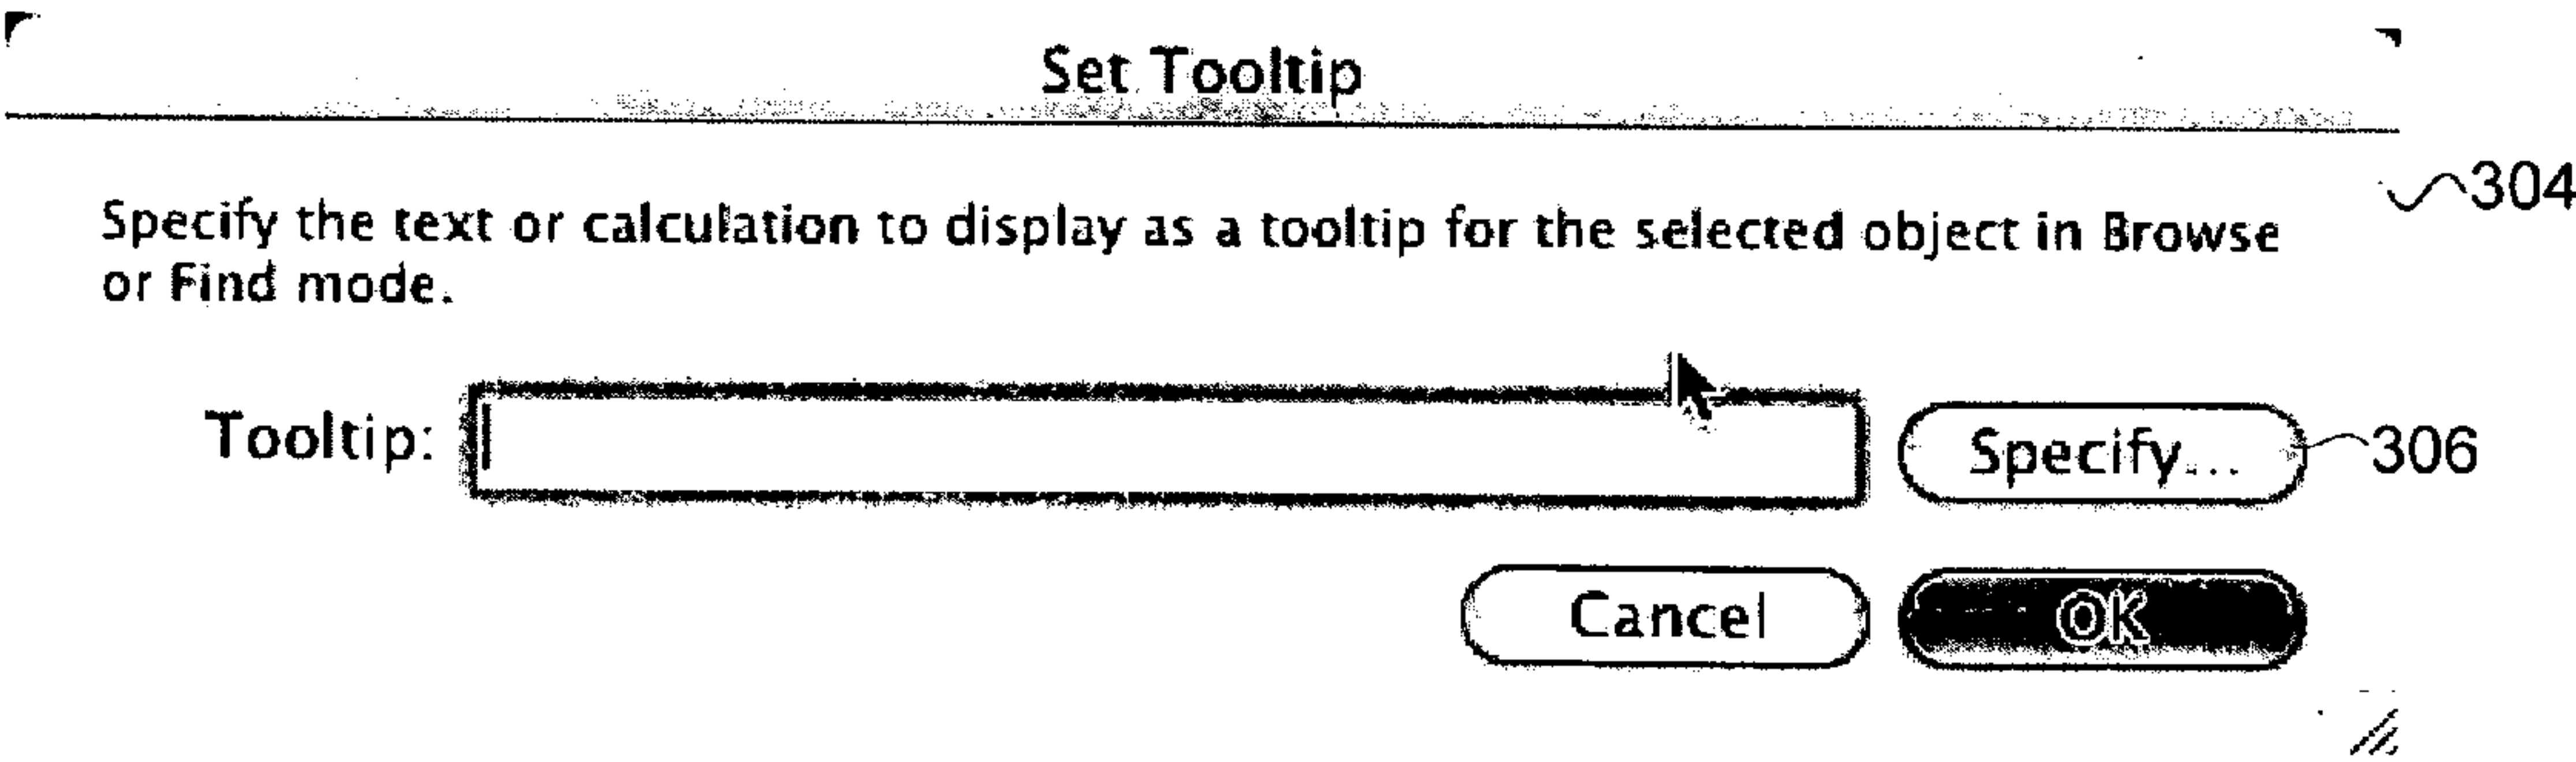 Set Tooltip
304
Specify the text or calculation to display as a tooltip for the selected object in Browse
or Find mode.
Tooltip: Specify... 306
Cancel OK